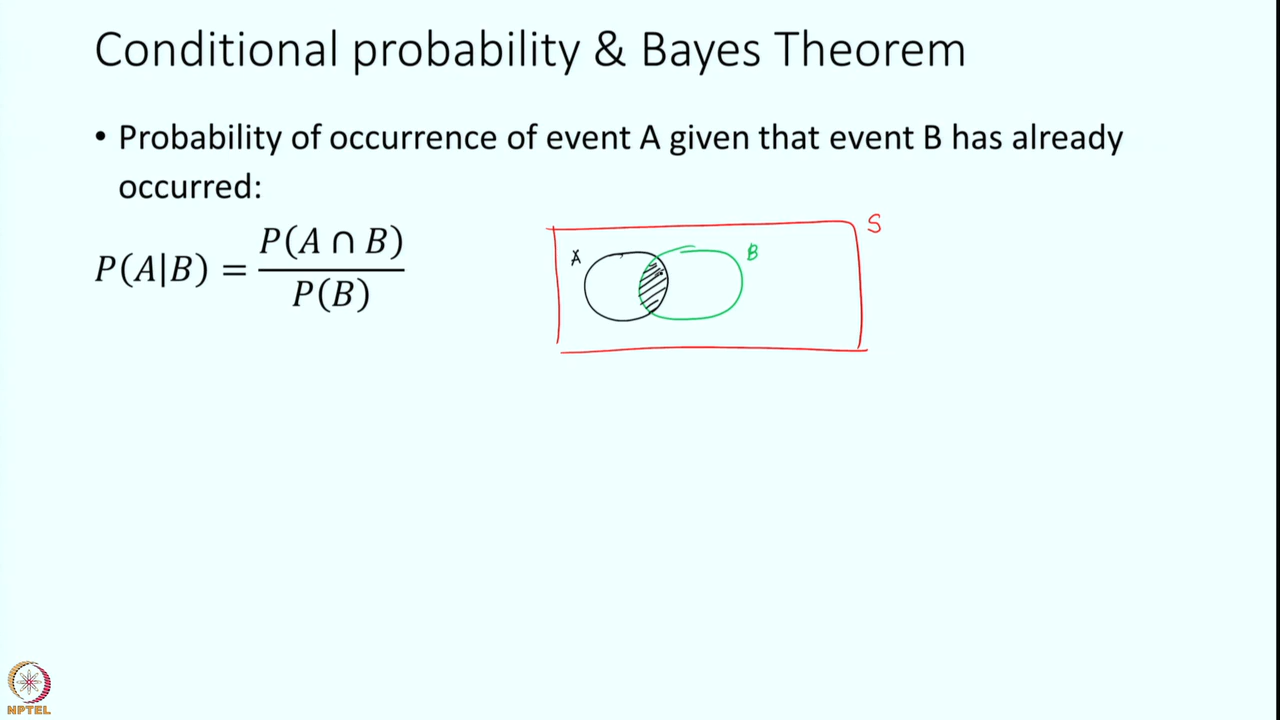 Conditional probability & Bayes Theorem
• Probability of occurrence of event A given that event B has already
occurred:
P(A|B) = P(A ∩ B) / P(B)
S
A
B
NPTEL